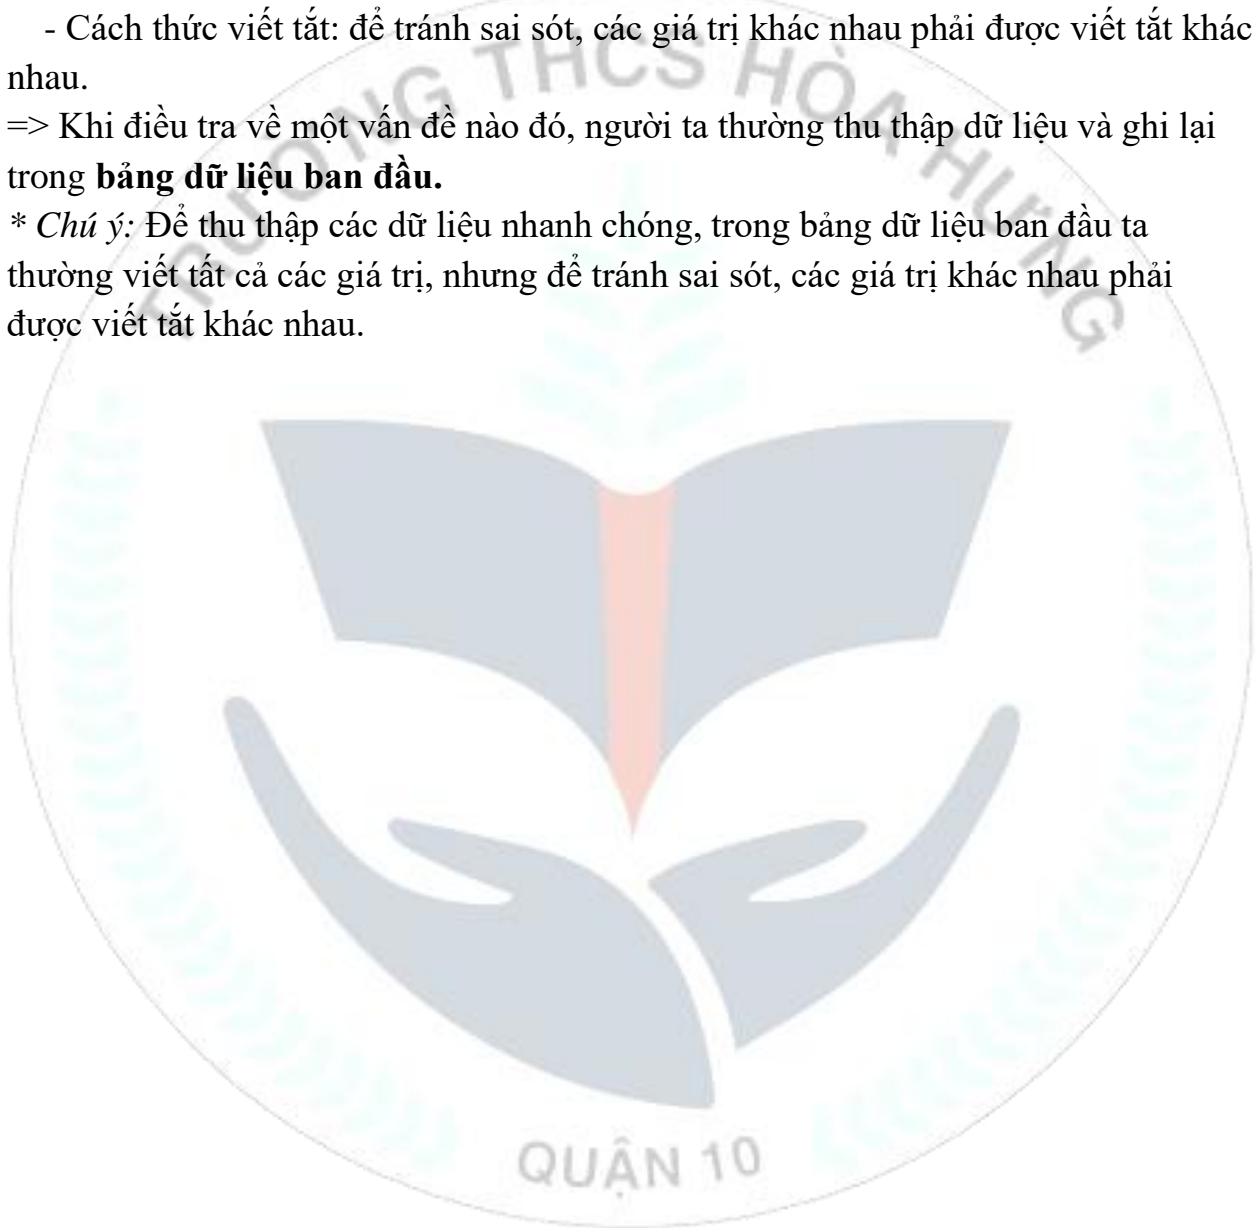 - Cách thức viết tắt: để tránh sai sót, các giá trị khác nhau phải được viết tắt khác
nhau.
=> Khi điều tra về một vấn đề nào đó, người ta thường thu thập dữ liệu và ghi lại
trong bảng dữ liệu ban đầu.
* Chú ý: Để thu thập các dữ liệu nhanh chóng, trong bảng dữ liệu ban đầu ta
thường viết tất cả các giá trị, nhưng để tránh sai sót, các giá trị khác nhau phải
được viết tắt khác nhau.
TRƯỜNG THCS HÒA HƯNG
QUẬN 10